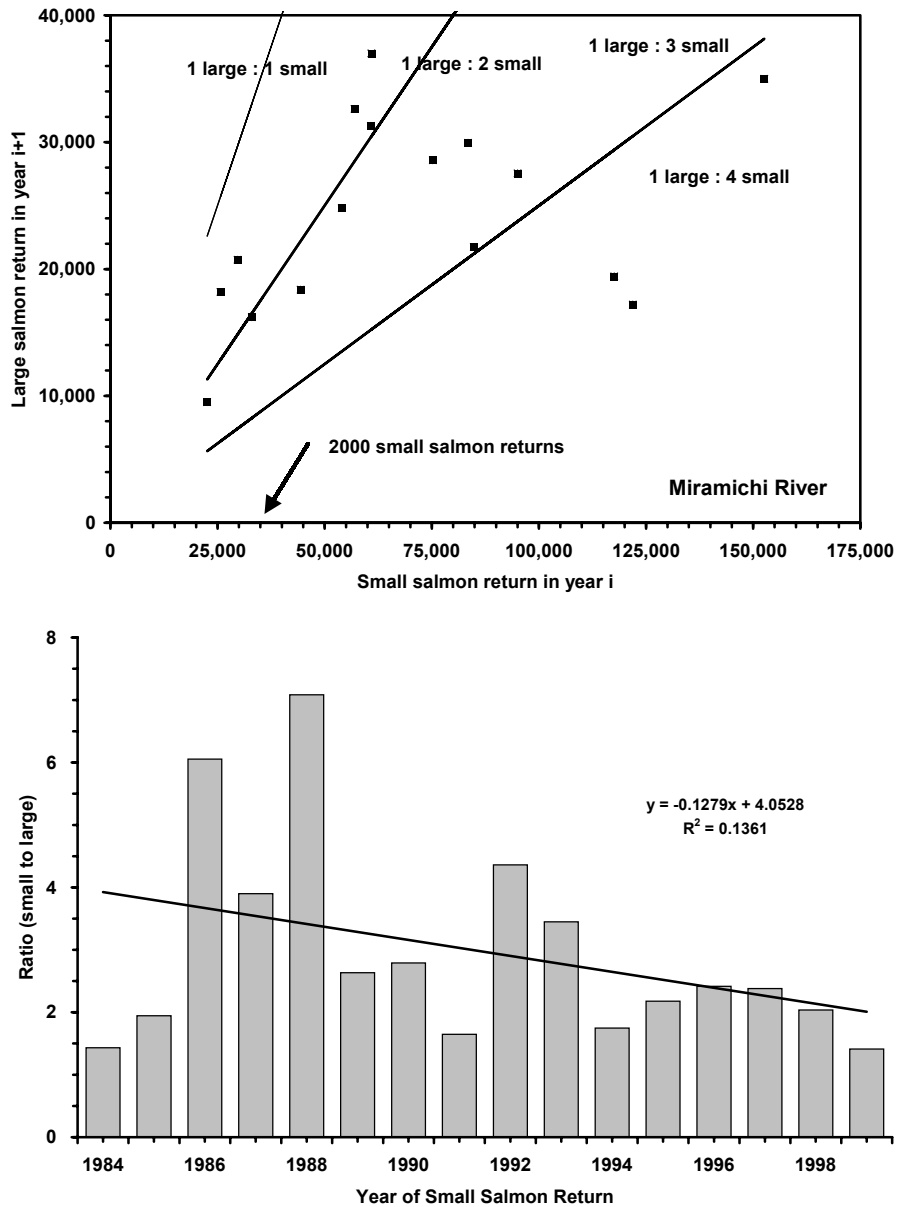 40,000
1 large : 1 small
1 large : 2 small
1 large : 3 small
30,000
1 large : 4 small
20,000
10,000
2000 small salmon returns
Miramichi River
0
0 25,000 50,000 75,000 100,000 125,000 150,000 175,000
Large salmon return in year i+1
Small salmon return in year i
8
6
y = -0.1279x + 4.0528
R² = 0.1361
4
2
0
1984 1986 1988 1990 1992 1994 1996 1998
Ratio (small to large)
Year of Small Salmon Return